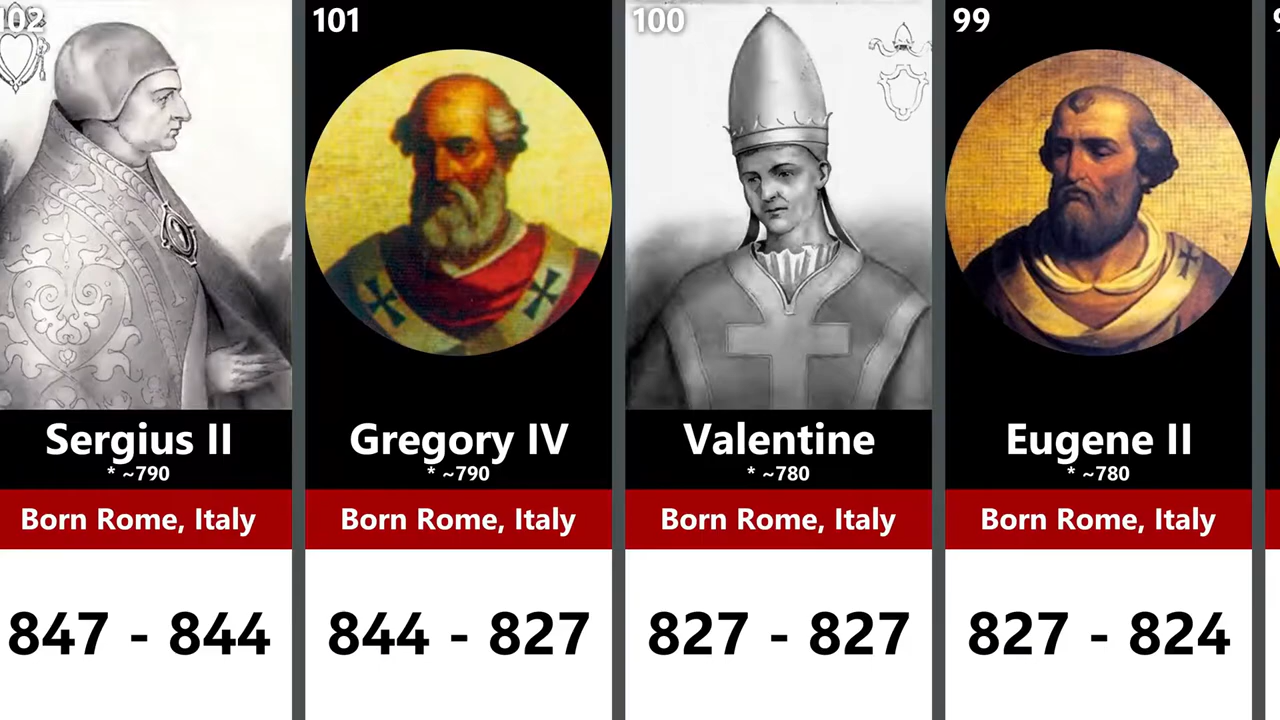 102
101
100
99
9
Sergius II
* ~790
Born Rome, Italy
847 - 844
Gregory IV
* ~790
Born Rome, Italy
844 - 827
Valentine
* ~780
Born Rome, Italy
827 - 827
Eugene II
* ~780
Born Rome, Italy
827 - 824